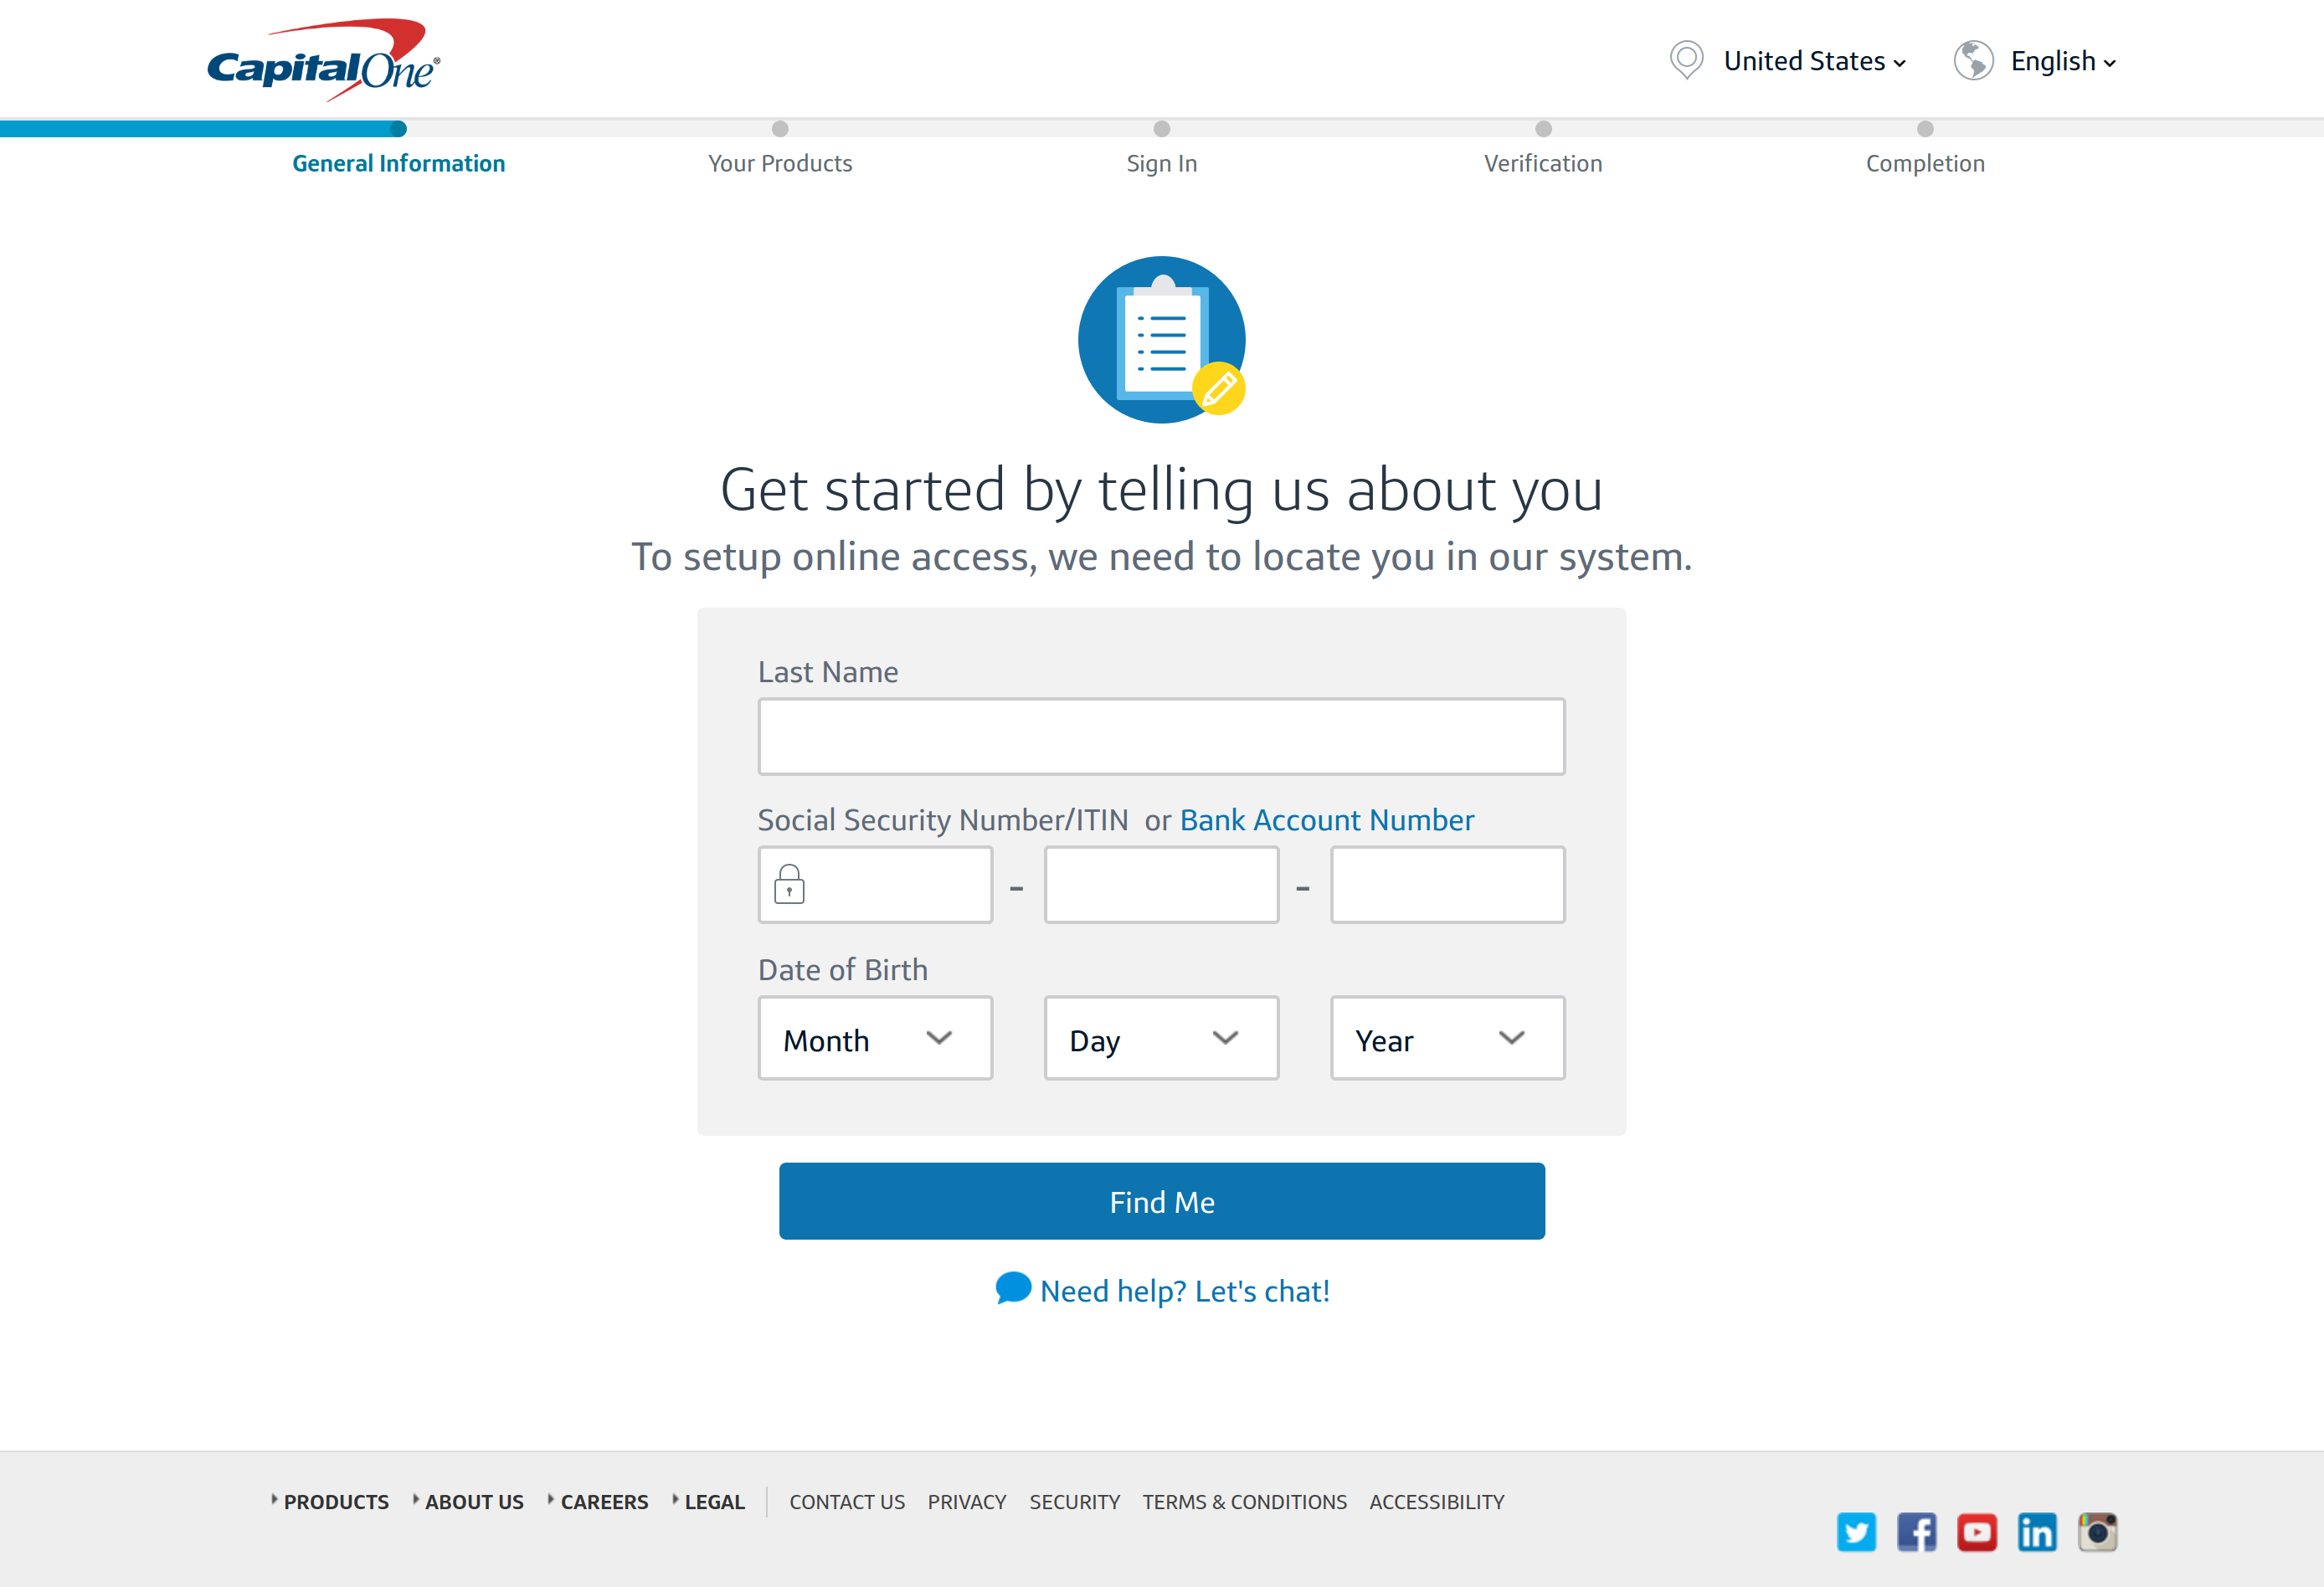 CapitalOne®
United States
English
General Information
Your Products
Sign In
Verification
Completion
Get started by telling us about you
To setup online access, we need to locate you in our system.
Last Name
Social Security Number/ITIN or Bank Account Number
- -
Date of Birth
Month
Day
Year
Find Me
Need help? Let's chat!
PRODUCTS ABOUT US CAREERS LEGAL CONTACT US PRIVACY SECURITY TERMS & CONDITIONS ACCESSIBILITY